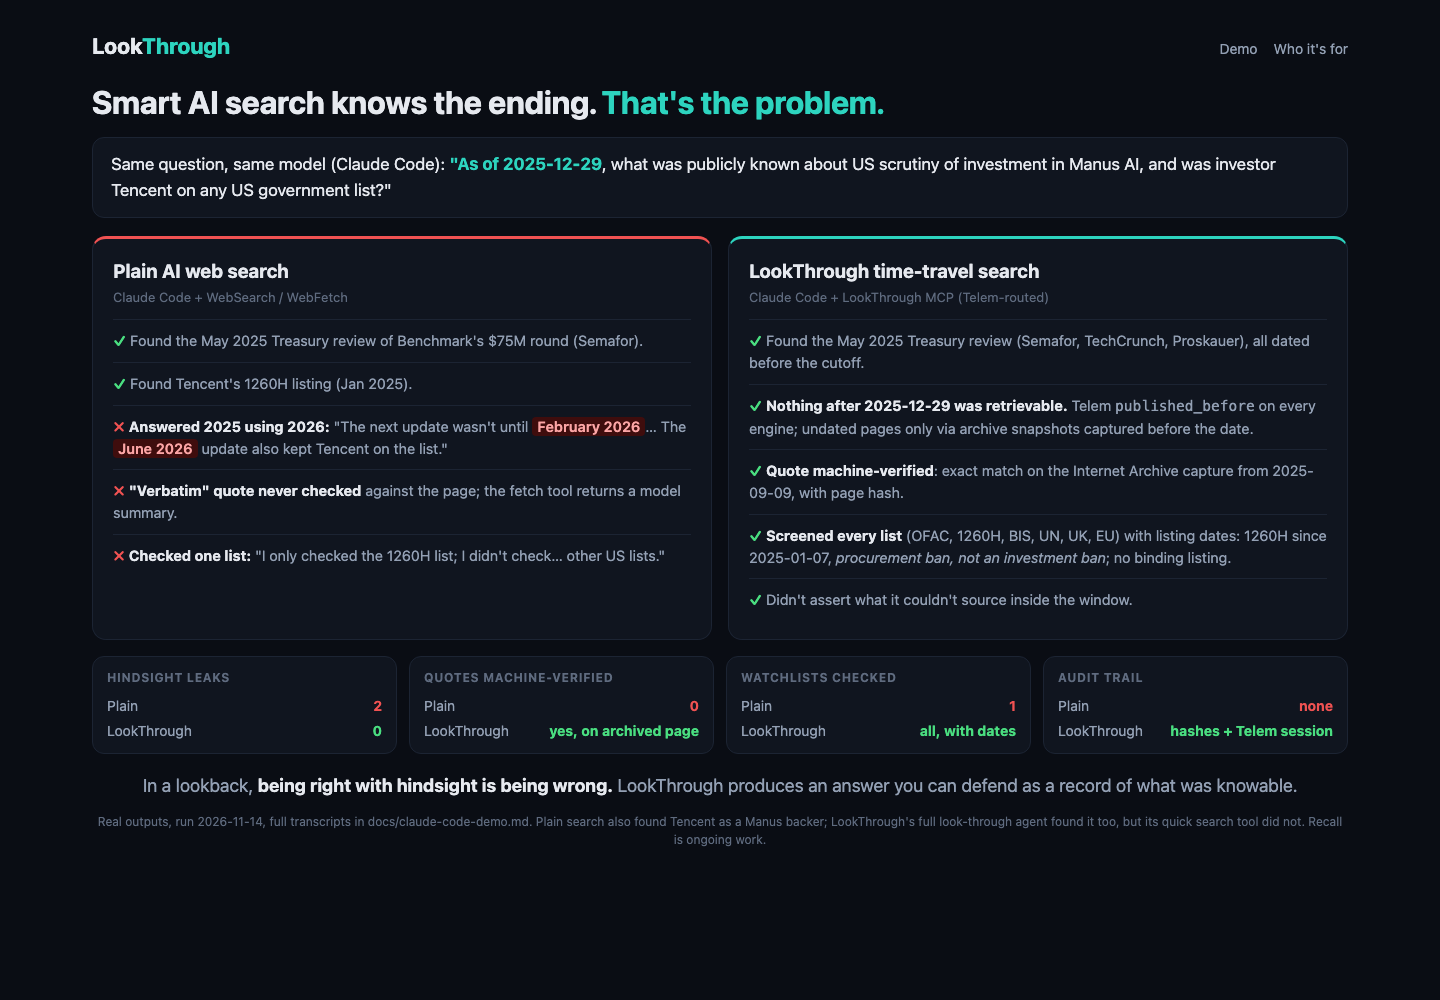 LookThrough
Demo Who it's for
Smart AI search knows the ending. That's the problem.
Same question, same model (Claude Code): "As of 2025-12-29, what was publicly known about US scrutiny of investment in Manus AI, and was investor
Tencent on any US government list?"
Plain AI web search
Claude Code + WebSearch / WebFetch
✓ Found the May 2025 Treasury review of Benchmark's $75M round (Semafor).
✓ Found Tencent's 1260H listing (Jan 2025).
✕ Answered 2025 using 2026: "The next update wasn't until February 2026 ... The
June 2026 update also kept Tencent on the list."
✕ "Verbatim" quote never checked against the page; the fetch tool returns a model
summary.
✕ Checked one list: "I only checked the 1260H list; I didn't check... other US lists."
LookThrough time-travel search
Claude Code + LookThrough MCP (Telem-routed)
✓ Found the May 2025 Treasury review (Semafor, TechCrunch, Proskauer), all dated
before the cutoff.
✓ Nothing after 2025-12-29 was retrievable. Telem published_before on every
engine; undated pages only via archive snapshots captured before the date.
✓ Quote machine-verified: exact match on the Internet Archive capture from 2025-
09-09, with page hash.
✓ Screened every list (OFAC, 1260H, BIS, UN, UK, EU) with listing dates: 1260H since
2025-01-07, procurement ban, not an investment ban; no binding listing.
✓ Didn't assert what it couldn't source inside the window.
HINDSIGHT LEAKS
Plain 2
LookThrough 0
QUOTES MACHINE-VERIFIED
Plain 0
LookThrough yes, on archived page
WATCHLISTS CHECKED
Plain 1
LookThrough all, with dates
AUDIT TRAIL
Plain none
LookThrough hashes + Telem session
In a lookback, being right with hindsight is being wrong. LookThrough produces an answer you can defend as a record of what was knowable.
Real outputs, run 2026-11-14, full transcripts in docs/claude-code-demo.md. Plain search also found Tencent as a Manus backer; LookThrough's full look-through agent found it too, but its quick search tool did not. Recall
is ongoing work.